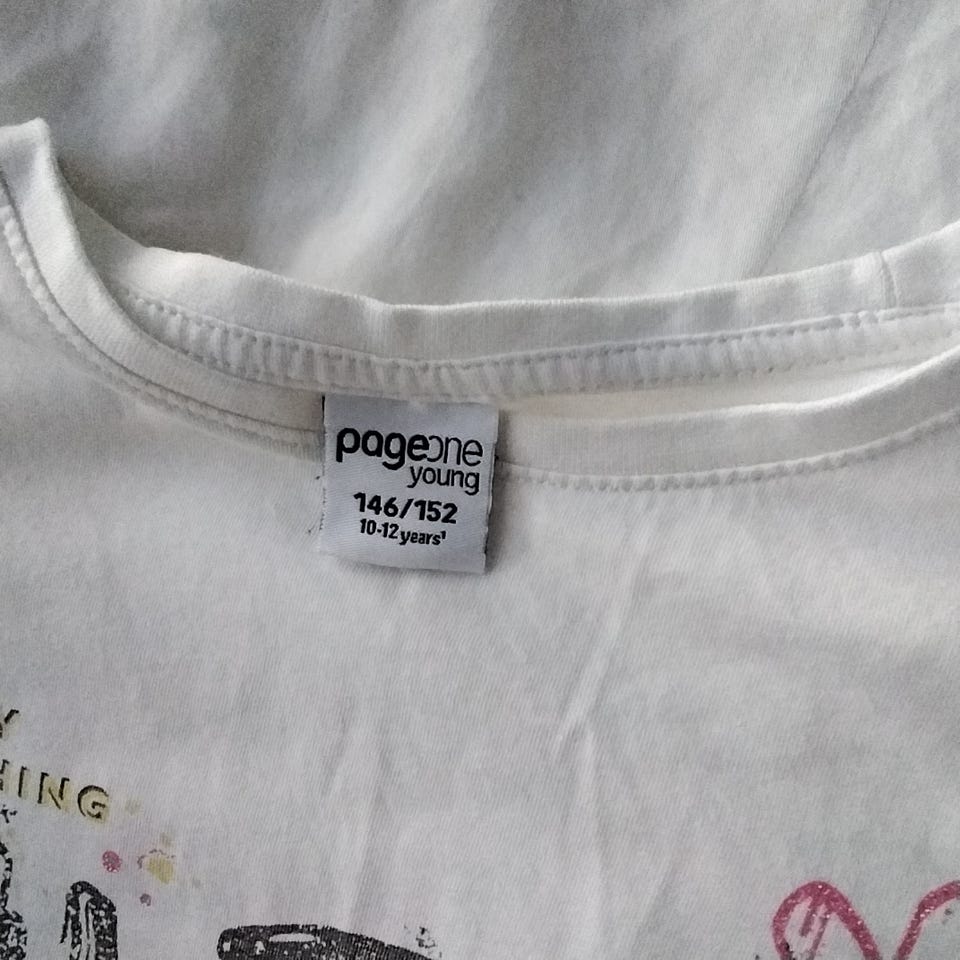 pageone
young
146/152
10-12 years¹
Y
HING